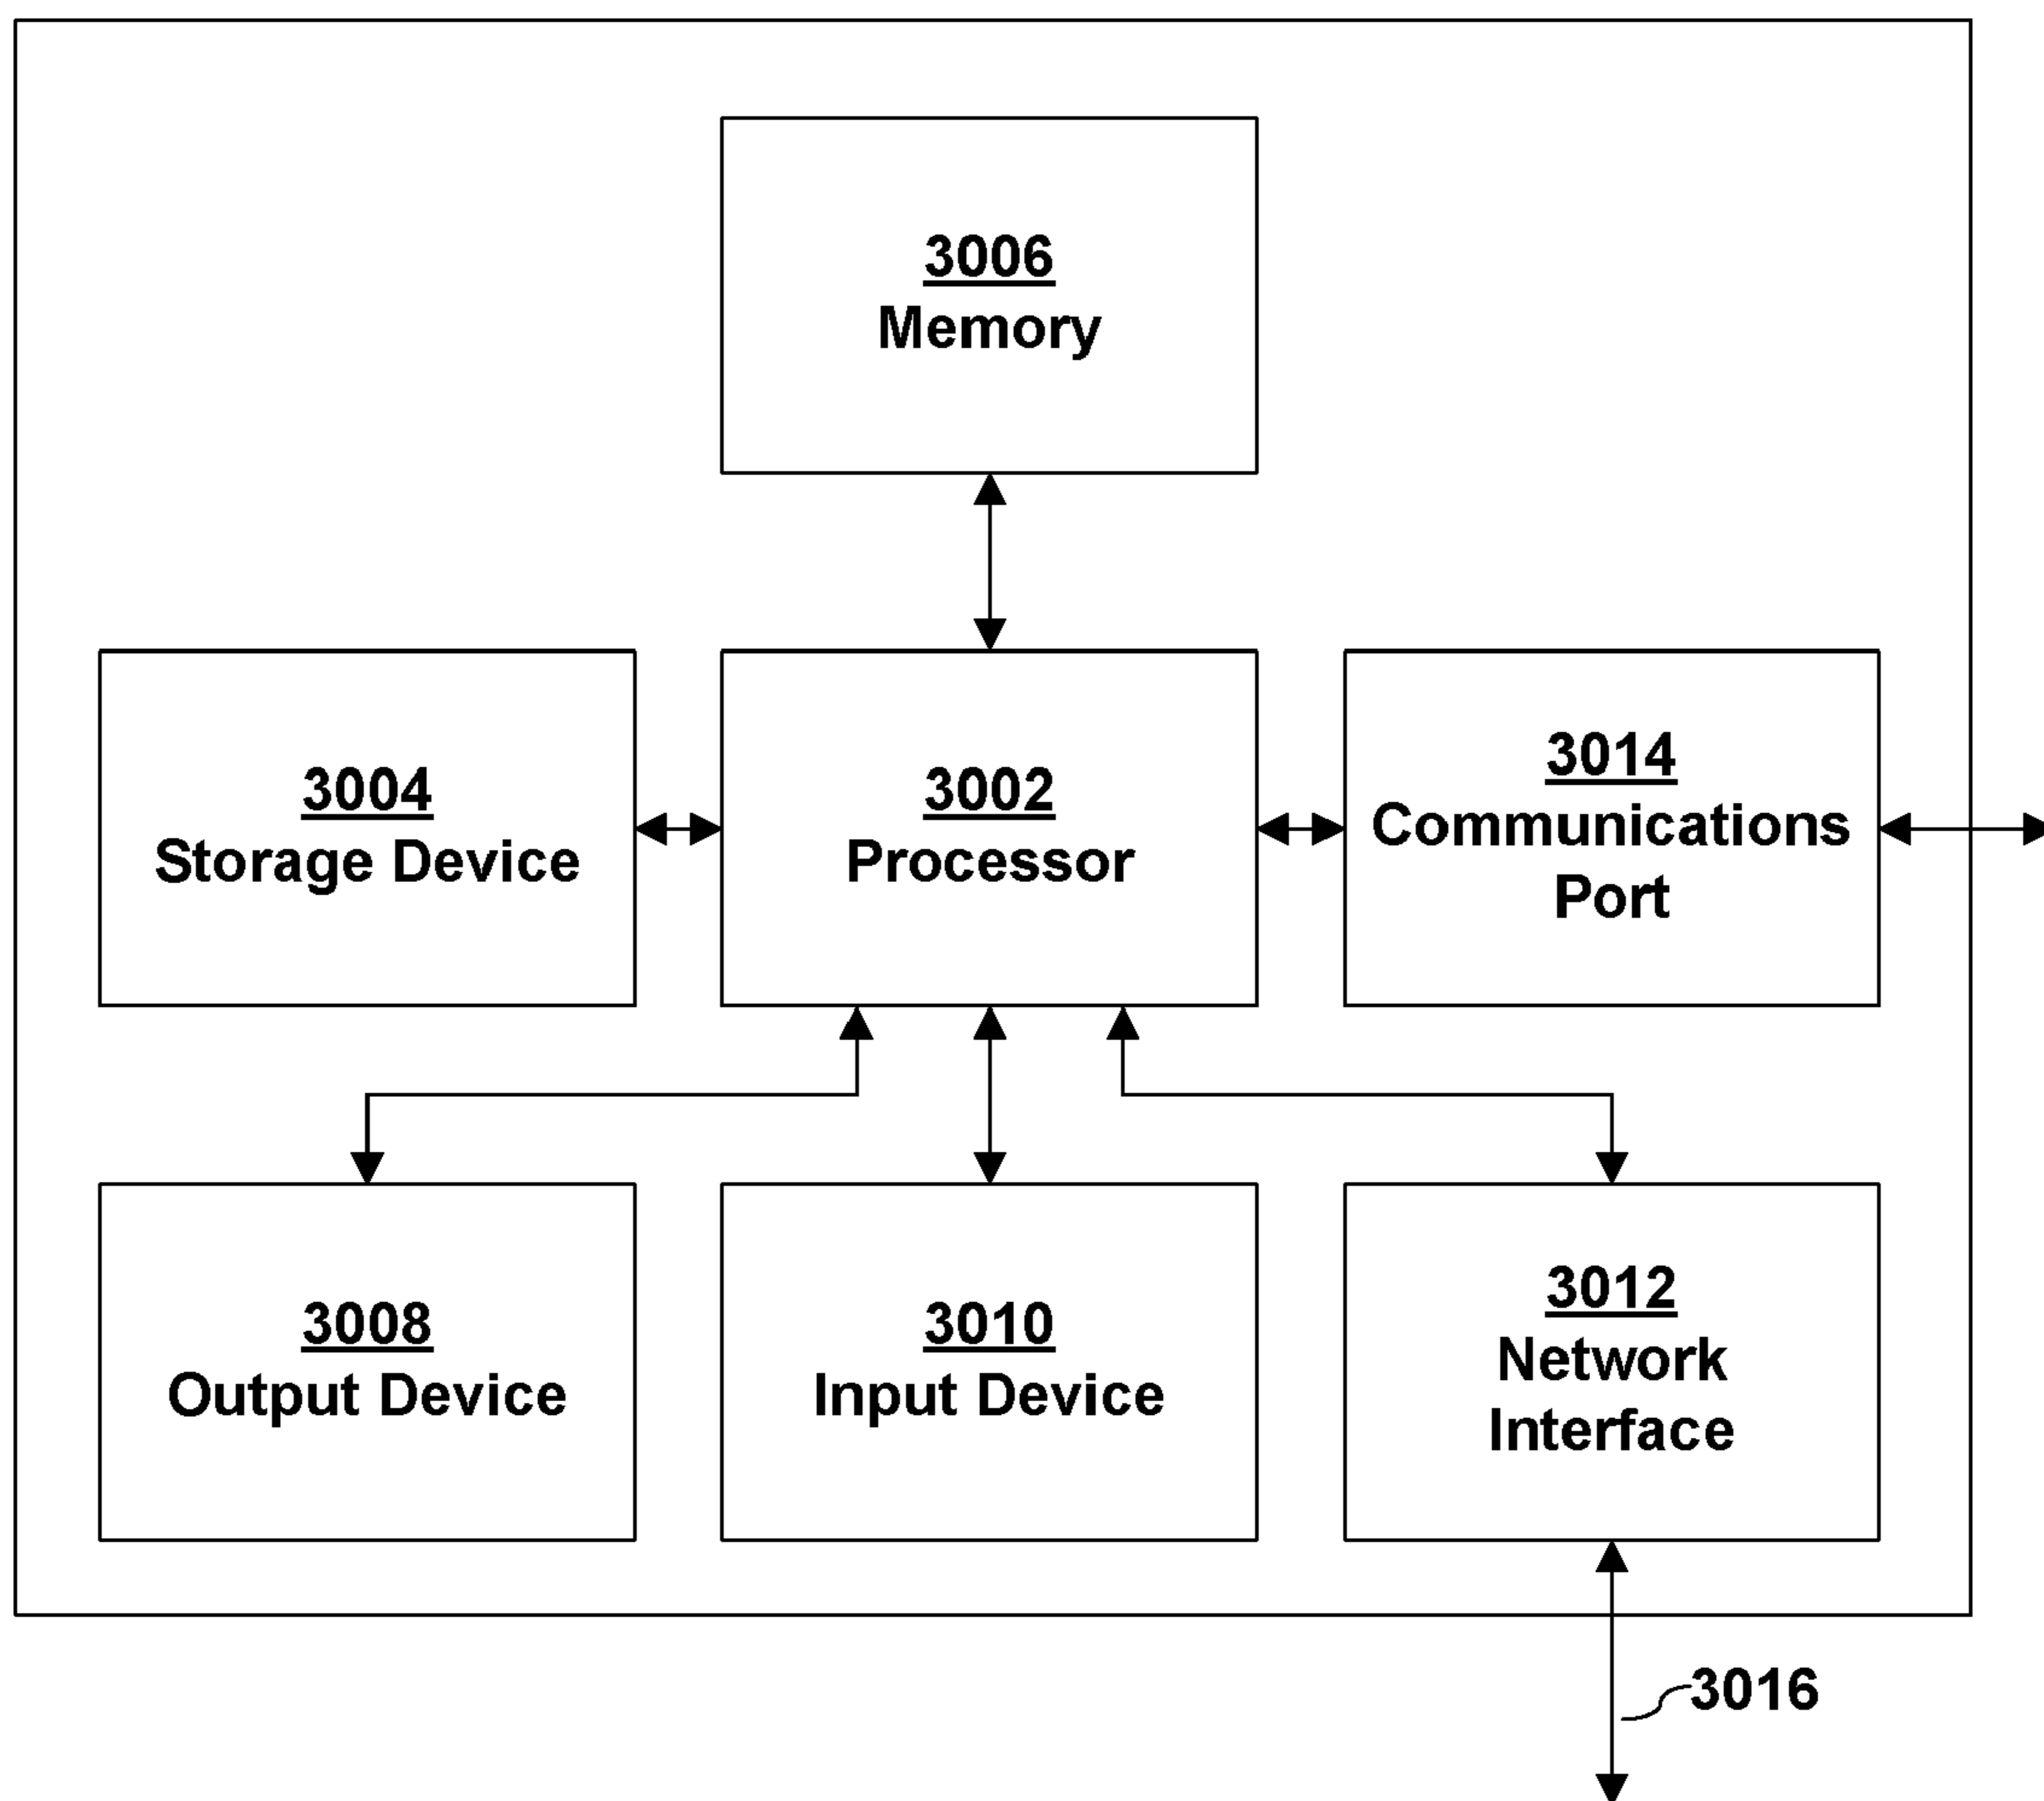 3006
Memory
3004
Storage Device
3002
Processor
3014
Communications
Port
3008
Output Device
3010
Input Device
3012
Network
Interface
3016